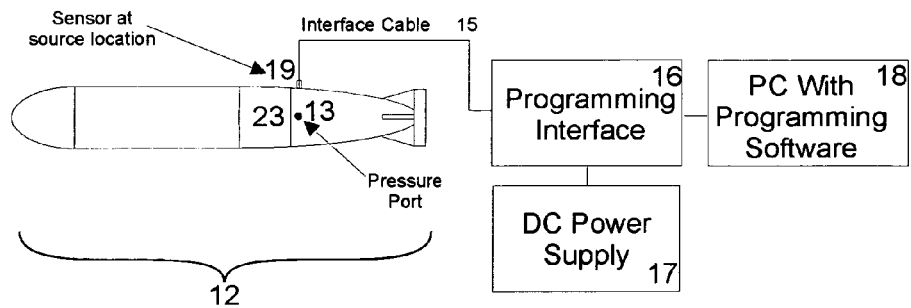 Sensor at
source location
Interface Cable 15
19
23
13
Pressure
Port
12
16
Programming
Interface
18
PC With
Programming
Software
DC Power
Supply
17